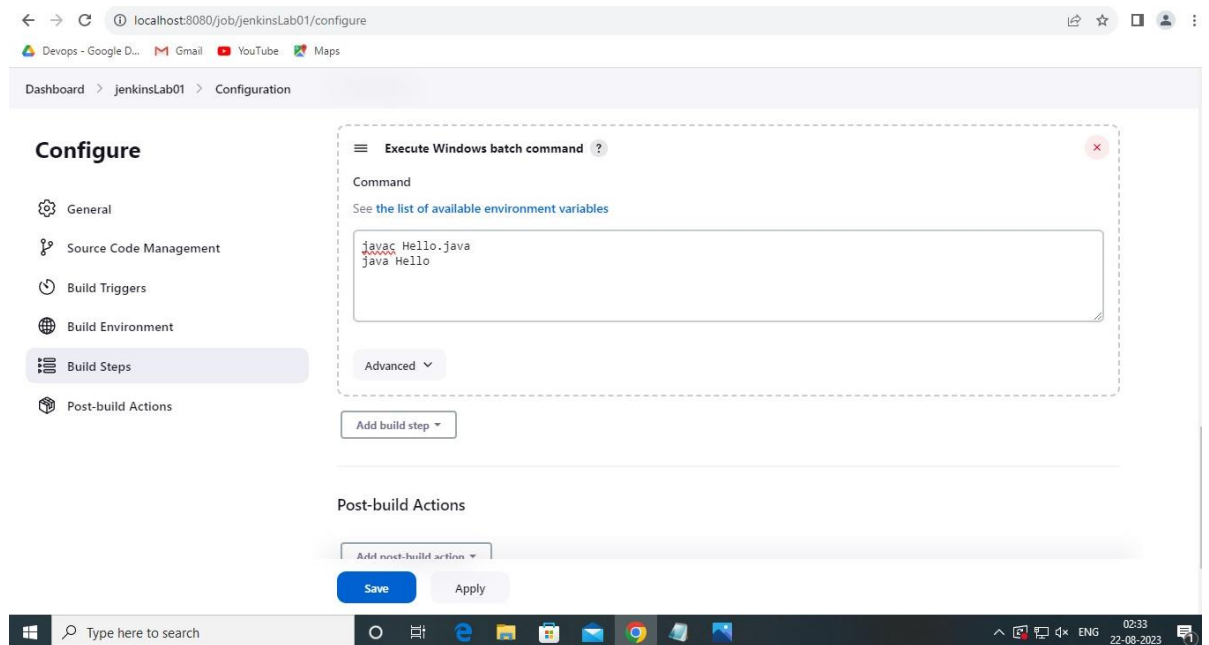 localhost:8080/job/jenkinsLab01/configure
Devops - Google D... Gmail YouTube Maps
Dashboard > jenkinsLab01 > Configuration
Configure
General
Source Code Management
Build Triggers
Build Environment
Build Steps
Post-build Actions
Execute Windows batch command ?
Command
See the list of available environment variables
javac Hello.java
java Hello
Advanced
Add build step
Post-build Actions
Add post-build action
Save Apply
Type here to search
ENG
02:33
22-08-2023
1